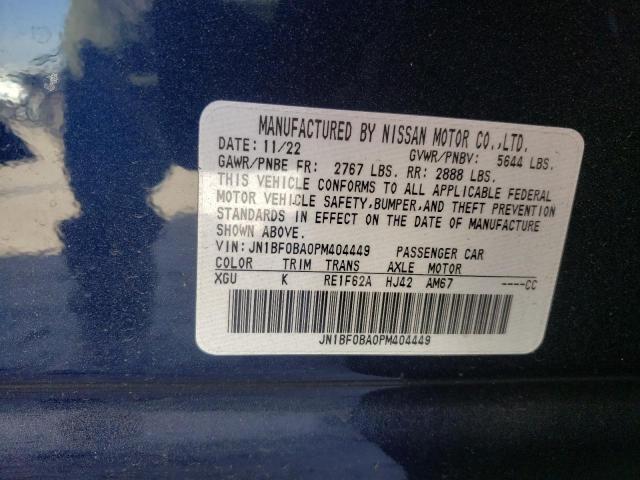 MANUFACTURED BY NISSAN MOTOR CO.,LTD.
DATE: 11/22 GVWR/PNBV: 5644 LBS.
GAWR/PNBE FR: 2767 LBS. RR: 2888 LBS.
THIS VEHICLE CONFORMS TO ALL APPLICABLE FEDERAL
MOTOR VEHICLE SAFETY,BUMPER,AND THEFT PREVENTION
STANDARDS IN EFFECT ON THE DATE OF MANUFACTURE
SHOWN ABOVE.
VIN: JN1BF0BA0PM404449 PASSENGER CAR
COLOR TRIM TRANS AXLE MOTOR
XGU K RE1F62A HJ42 AM67 ----CC
JN1BF0BA0PM404449